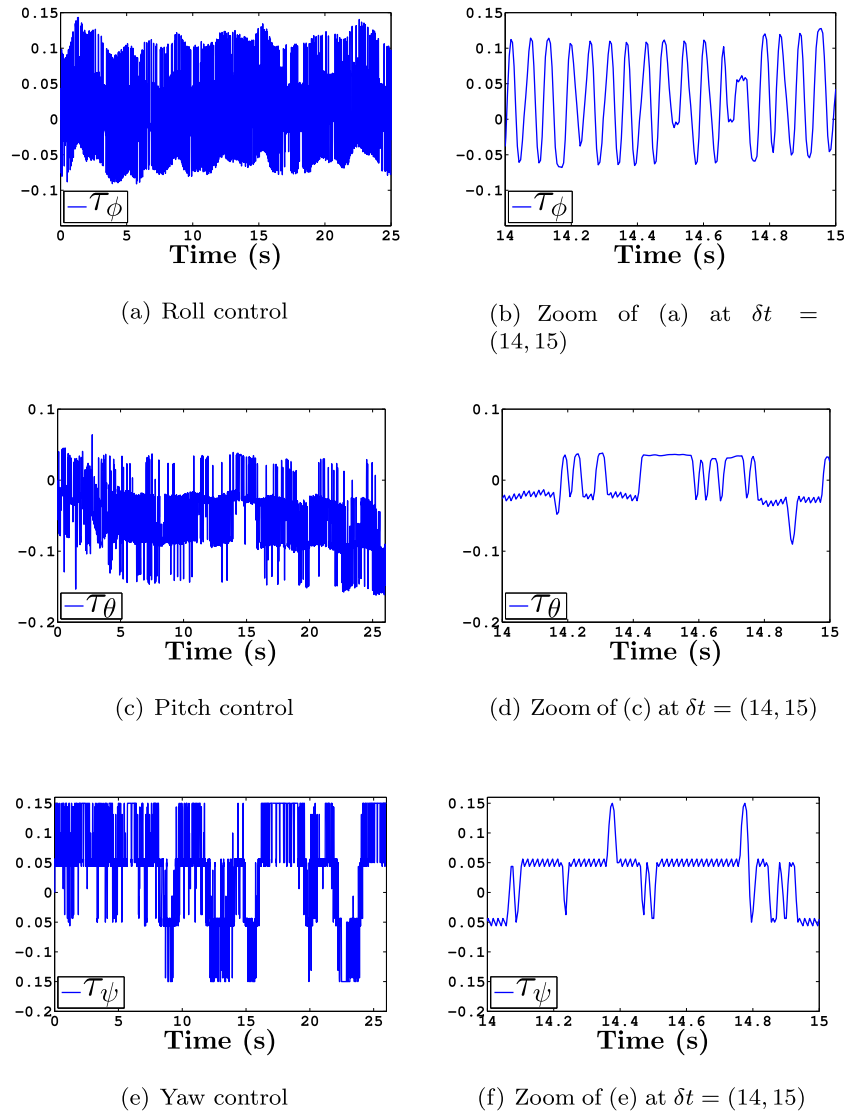 0.15
0.1
0.05
0
−0.05
−0.1
τϕ
0 5 10 15 20 25
Time (s)
(a) Roll control
0.15
0.1
0.05
0
−0.05
−0.1
τϕ
14 14.2 14.4 14.6 14.8 15
Time (s)
(b) Zoom of (a) at δt =
(14, 15)
0.1
0
−0.1
−0.2
τθ
0 5 10 15 20 25
Time (s)
(c) Pitch control
0.1
0
−0.1
−0.2
τθ
14 14.2 14.4 14.6 14.8 15
Time (s)
(d) Zoom of (c) at δt = (14, 15)
0.15
0.1
0.05
0
0.05
−0.1
0.15
−0.2
τψ
0 5 10 15 20 25
Time (s)
(e) Yaw control
0.15
0.1
0.05
0
0.05
−0.1
0.15
−0.2
τψ
14 14.2 14.4 14.6 14.8 15
Time (s)
(f) Zoom of (e) at δt = (14, 15)